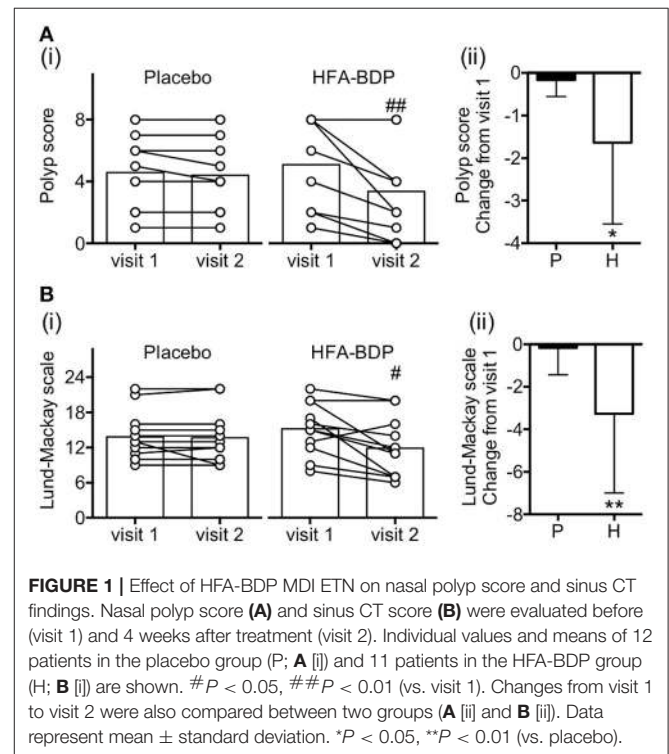 A
(i)
(ii)
Placebo
HFA-BDP
##
Polyp score
8
4
0
visit 1
visit 2
visit 1
visit 2
Polyp score
Change from visit 1
0
-1
-2
-3
-4
*
P
H
B
(i)
(ii)
Placebo
HFA-BDP
#
Lund-Mackay scale
24
18
12
6
0
visit 1
visit 2
visit 1
visit 2
Lund-Mackay scale
Change from visit 1
0
-2
-4
-6
-8
**
P
H
FIGURE 1 | Effect of HFA-BDP MDI ETN on nasal polyp score and sinus CT
findings. Nasal polyp score (A) and sinus CT score (B) were evaluated before
(visit 1) and 4 weeks after treatment (visit 2). Individual values and means of 12
patients in the placebo group (P; A [i]) and 11 patients in the HFA-BDP group
(H; B [i]) are shown. #P < 0.05, ##P < 0.01 (vs. visit 1). Changes from visit 1
to visit 2 were also compared between two groups (A [ii] and B [ii]). Data
represent mean ± standard deviation. *P < 0.05, **P < 0.01 (vs. placebo).